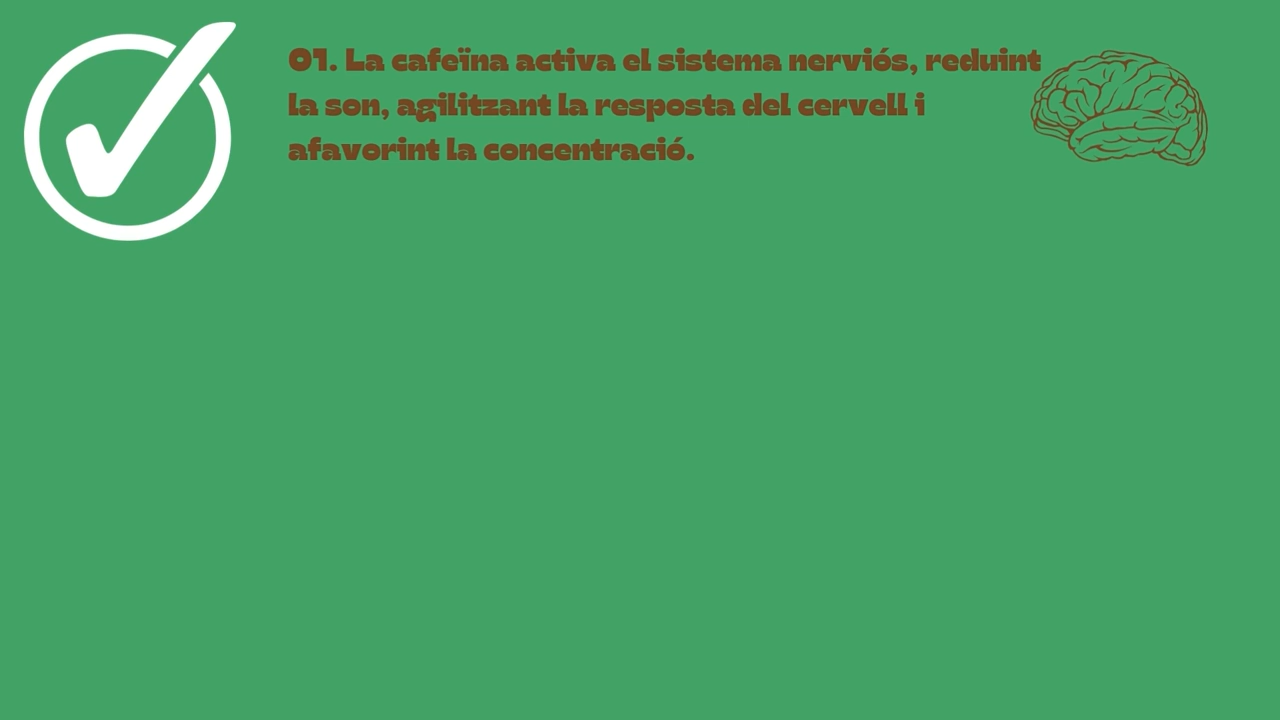 01. La cafeïna activa el sistema nerviós, reduint
la son, agilitzant la resposta del cervell i
afavorint la concentració.